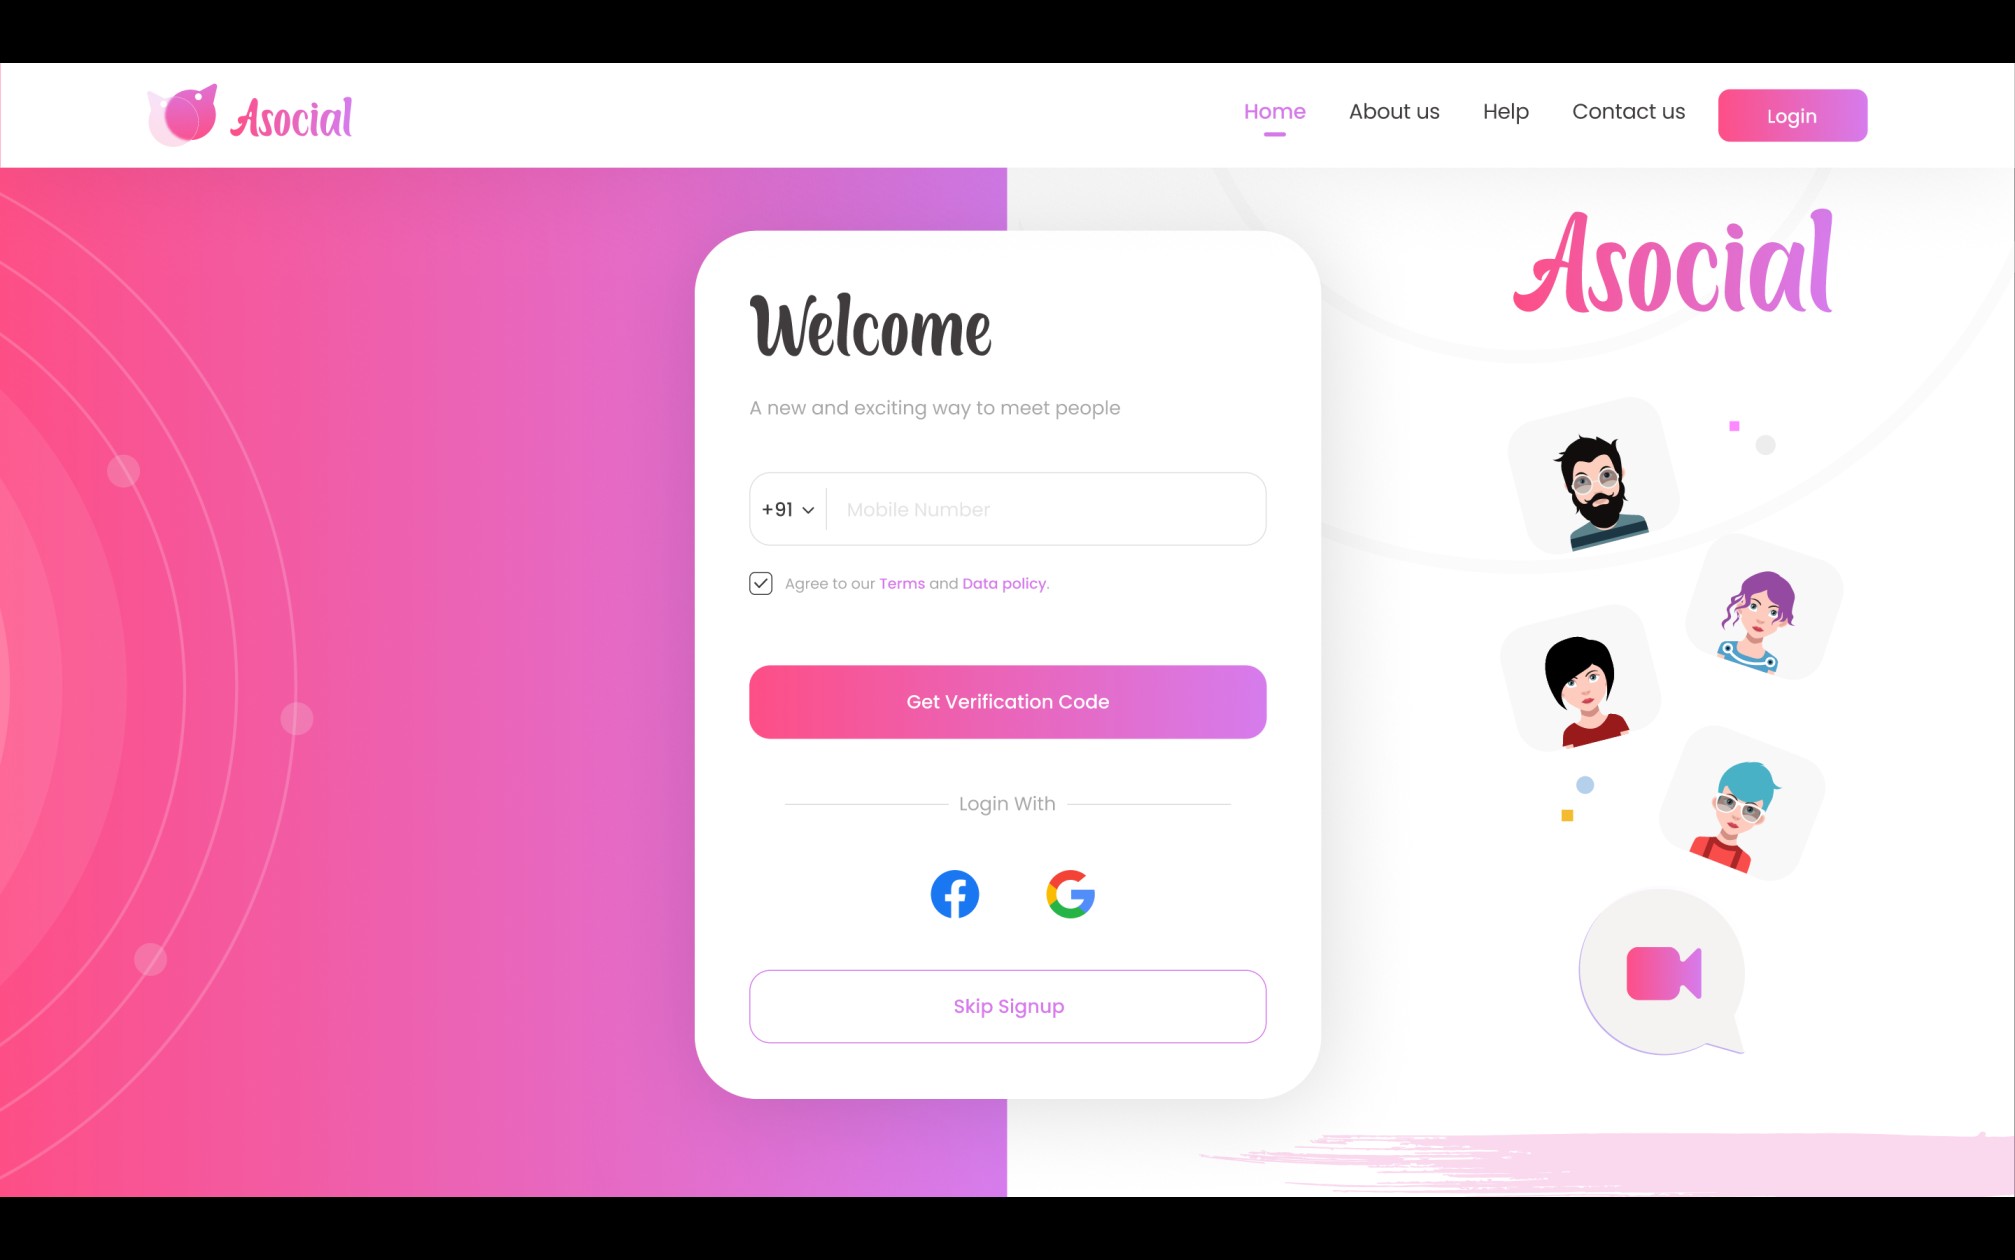 Asocial
Home About us Help Contact us Login
Asocial
Welcome
A new and exciting way to meet people
+91 Mobile Number
Agree to our Terms and Data policy.
Get Verification Code
Login With
Skip Signup